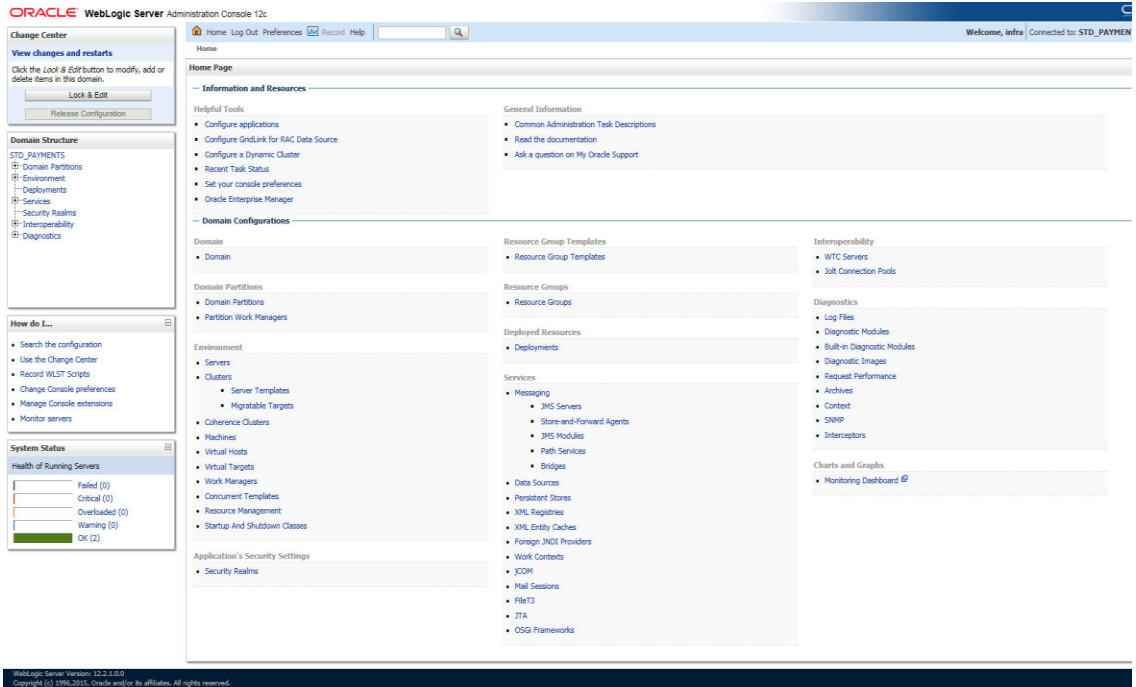 ORACLE WebLogic Server Administration Console 12c
Change Center
View changes and restarts
Click the Lock & Edit button to modify, add or
delete items in this domain.
Lock & Edit
Release Configuration
Domain Structure
STD_PAYMENTS
Domain Partitions
Environment
Deployments
Services
Security Realms
Interoperability
Diagnostics
How do I...
Search the configuration
Use the Change Center
Record WLST Scripts
Change Console preferences
Manage Console extensions
Monitor servers
System Status
Health of Running Servers
Failed (0)
Critical (0)
Overloaded (0)
Warning (0)
OK (2)
Home Log Out Preferences Record Help
Welcome, infra Connected to: STD_PAYMEN
Home
Home Page
Information and Resources
Helpful Tools
Configure applications
Configure GridLink for RAC Data Source
Configure a Dynamic Cluster
Recent Task Status
Set your console preferences
Oracle Enterprise Manager
General Information
Common Administration Task Descriptions
Read the documentation
Ask a question on My Oracle Support
Domain Configurations
Domain
Domain
Domain Partitions
Domain Partitions
Partition Work Managers
Environment
Servers
Clusters
Server Templates
Migratable Targets
Coherence Clusters
Machines
Virtual Hosts
Virtual Targets
Work Managers
Concurrent Templates
Resource Management
Startup And Shutdown Classes
Application's Security Settings
Security Realms
Resource Group Templates
Resource Group Templates
Resource Groups
Resource Groups
Deployed Resources
Deployments
Services
Messaging
JMS Servers
Store-and-Forward Agents
JMS Modules
Path Services
Bridges
Data Sources
Persistent Stores
XML Registries
XML Entity Caches
Foreign JNDI Providers
Work Contexts
jCOM
Mail Sessions
FileT3
JTA
OSGi Frameworks
Interoperability
WTC Servers
Jolt Connection Pools
Diagnostics
Log Files
Diagnostic Modules
Built-in Diagnostic Modules
Diagnostic Images
Request Performance
Archives
Context
SNMP
Interceptors
Charts and Graphs
Monitoring Dashboard
WebLogic Server Version: 12.2.1.0.0
Copyright (c) 1996,2015, Oracle and/or its affiliates. All rights reserved.